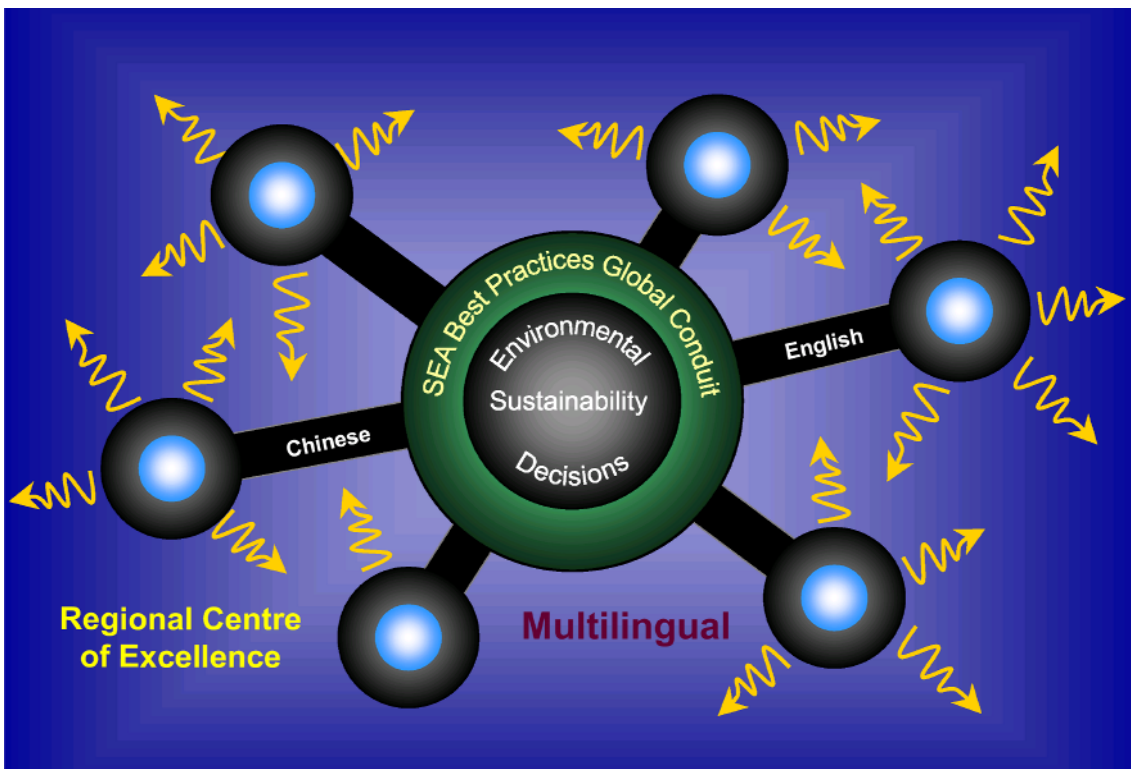 SEA Best Practices Global Conduit
Environmental
Sustainability
Decisions
English
Chinese
Regional Centre
of Excellence
Multilingual